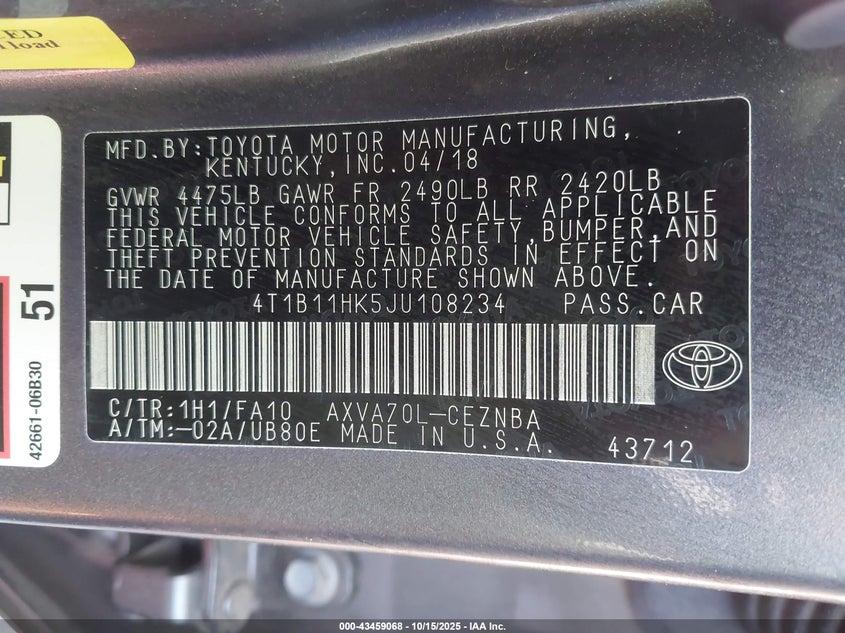 LED
load
51
42661-06B30
MFD.BY:TOYOTA MOTOR MANUFACTURING,
KENTUCKY,INC.04/18
GVWR 4475LB GAWR FR 2490LB RR 2420LB
THIS VEHICLE CONFORMS TO ALL APPLICABLE
FEDERAL MOTOR VEHICLE SAFETY,BUMPER,AND
THEFT PREVENTION STANDARDS IN EFFECT ON
THE DATE OF MANUFACTURE SHOWN ABOVE.
4T1B11HK5JU108234 PASS.CAR
C/TR:1H1/FA10 AXVA70L-CEZNBA
A/TM:-02A/UB80E MADE IN U.S.A. 43712
000-43459068 - 10/15/2025 - IAA Inc.